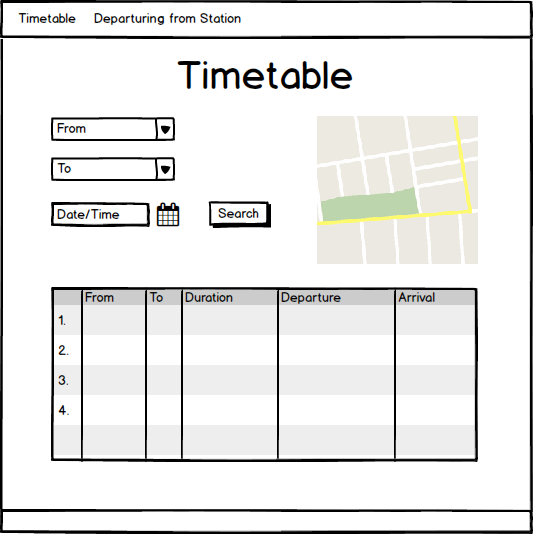 Timetable Departuring from Station
Timetable
From
To
Date/Time
Search
From To Duration Departure Arrival
1.
2.
3.
4.